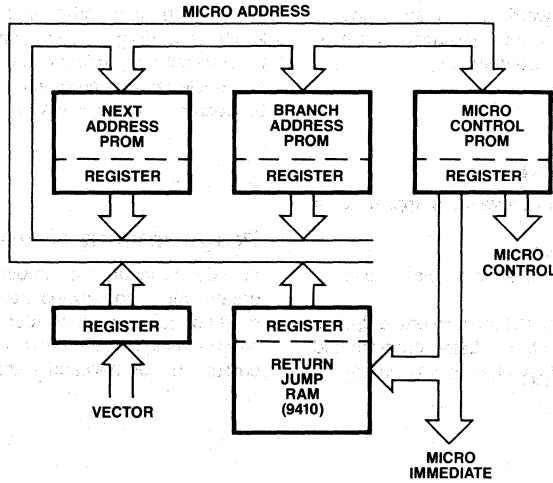 MICRO ADDRESS
NEXT
ADDRESS
PROM
REGISTER
BRANCH
ADDRESS
PROM
REGISTER
MICRO
CONTROL
PROM
REGISTER
MICRO
CONTROL
REGISTER
VECTOR
REGISTER
RETURN
JUMP
RAM
(9410)
MICRO
IMMEDIATE